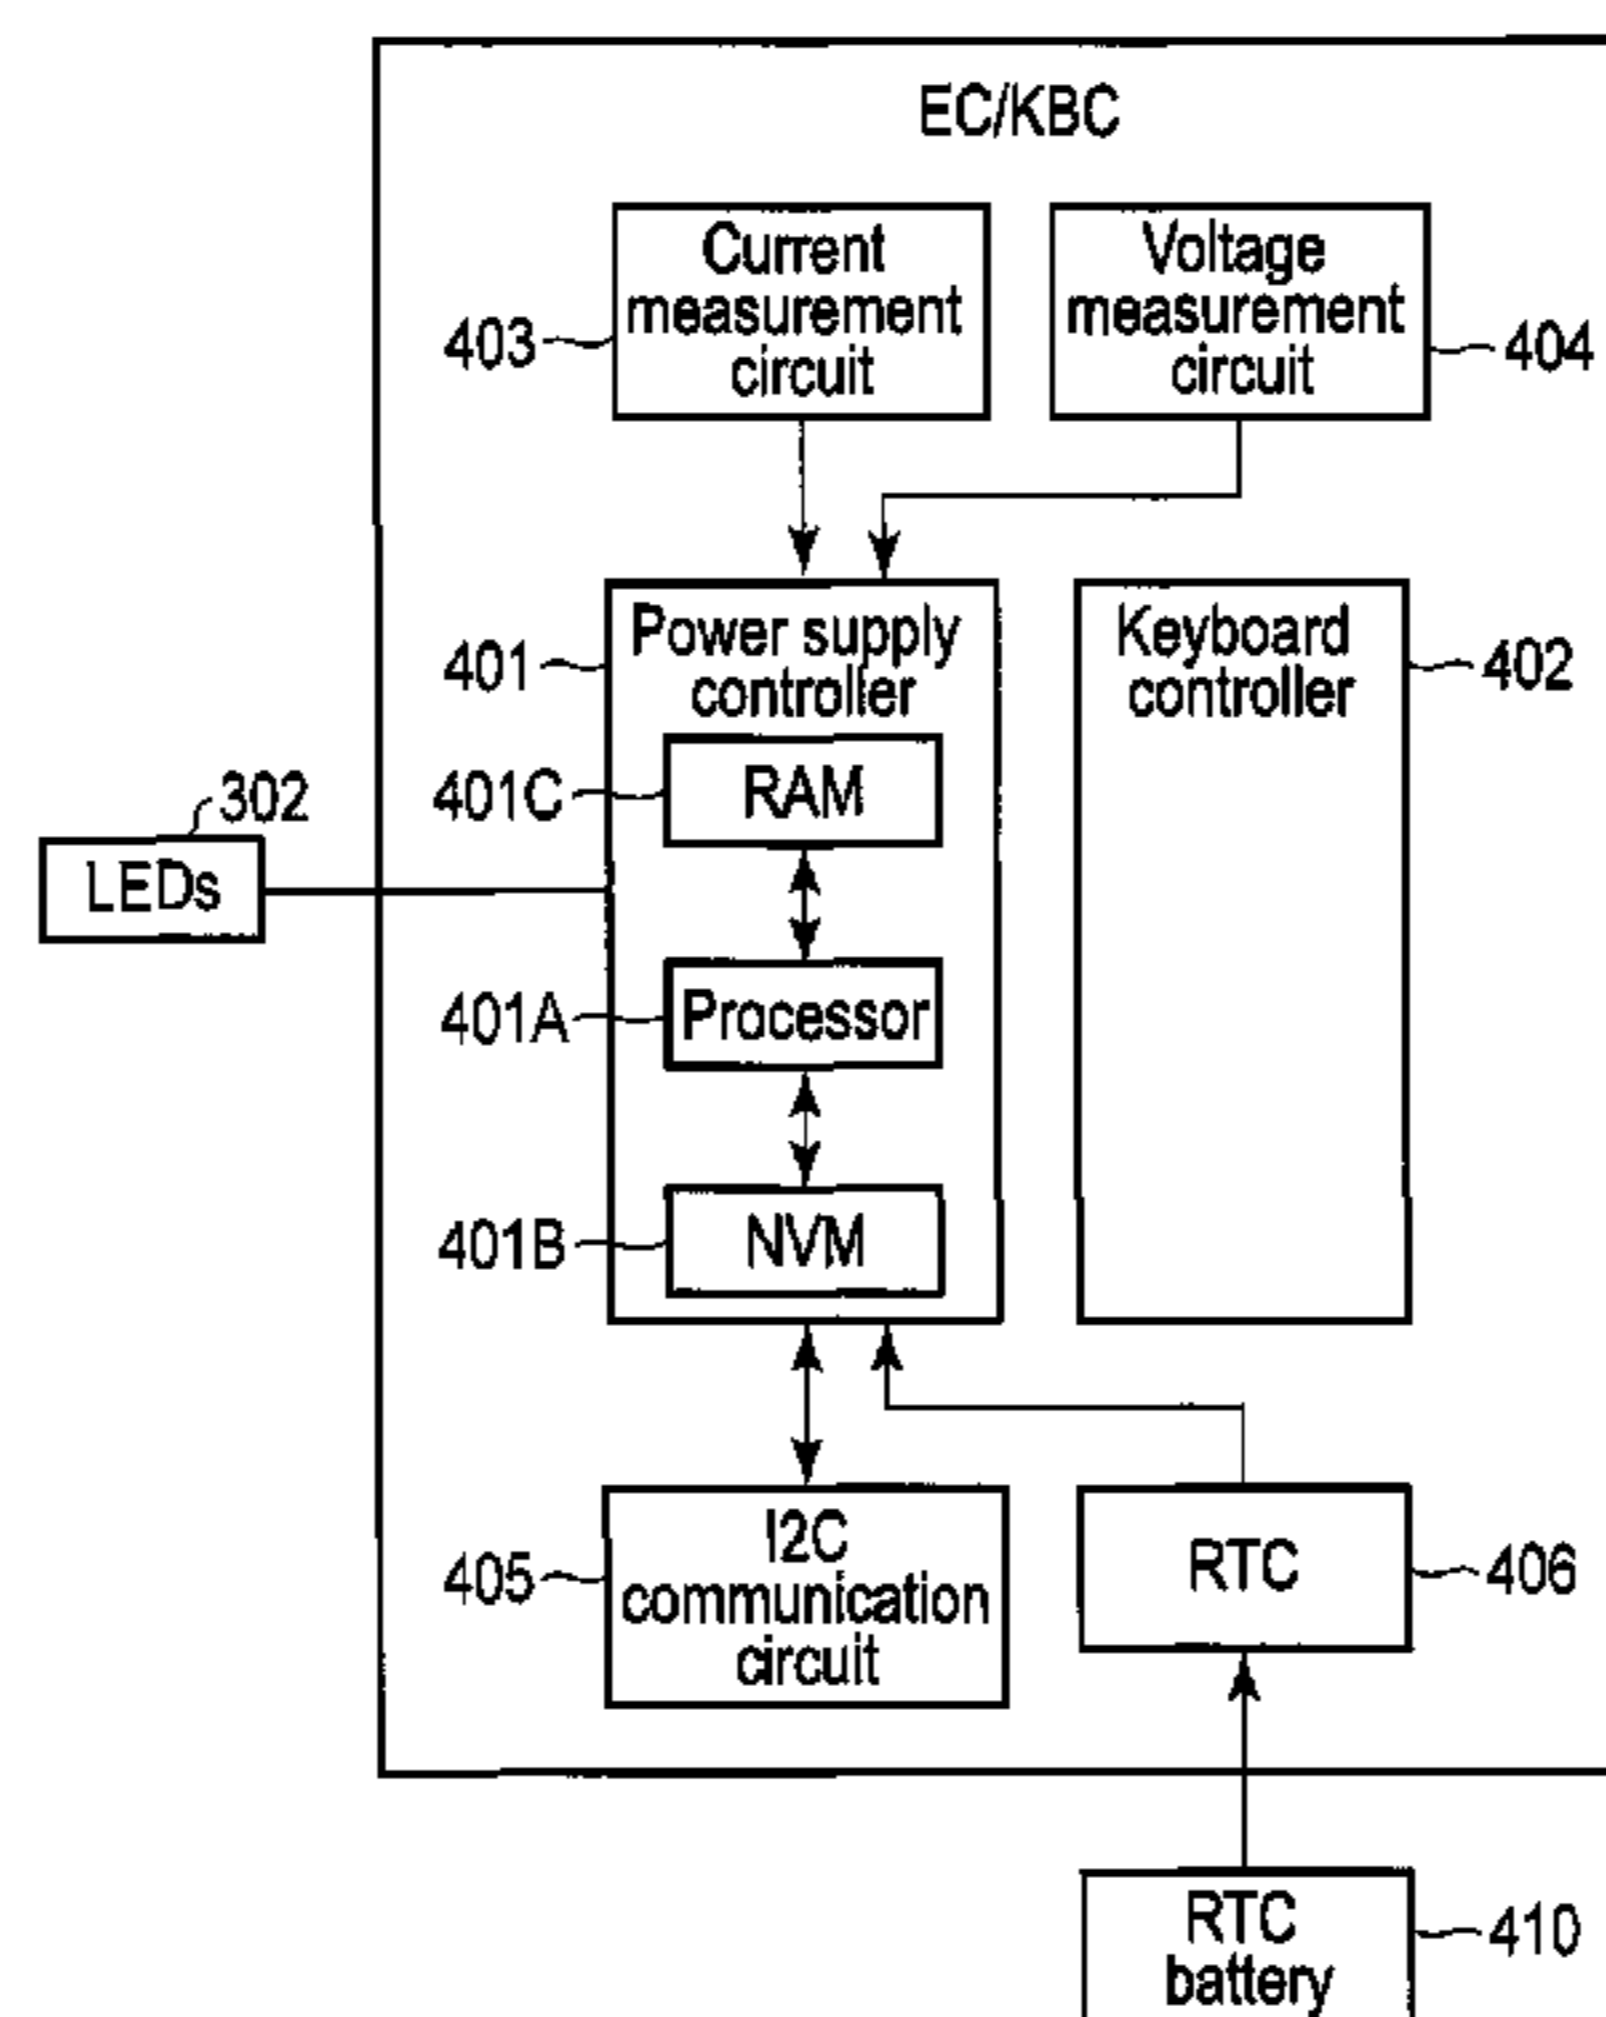 EC/KBC
Current
measurement
circuit
403
Voltage
measurement
circuit
404
Power supply
controller
401
Keyboard
controller
402
RAM
401C
302
LEDs
Processor
401A
NVM
401B
I2C
communication
circuit
405
RTC
406
RTC
battery
410